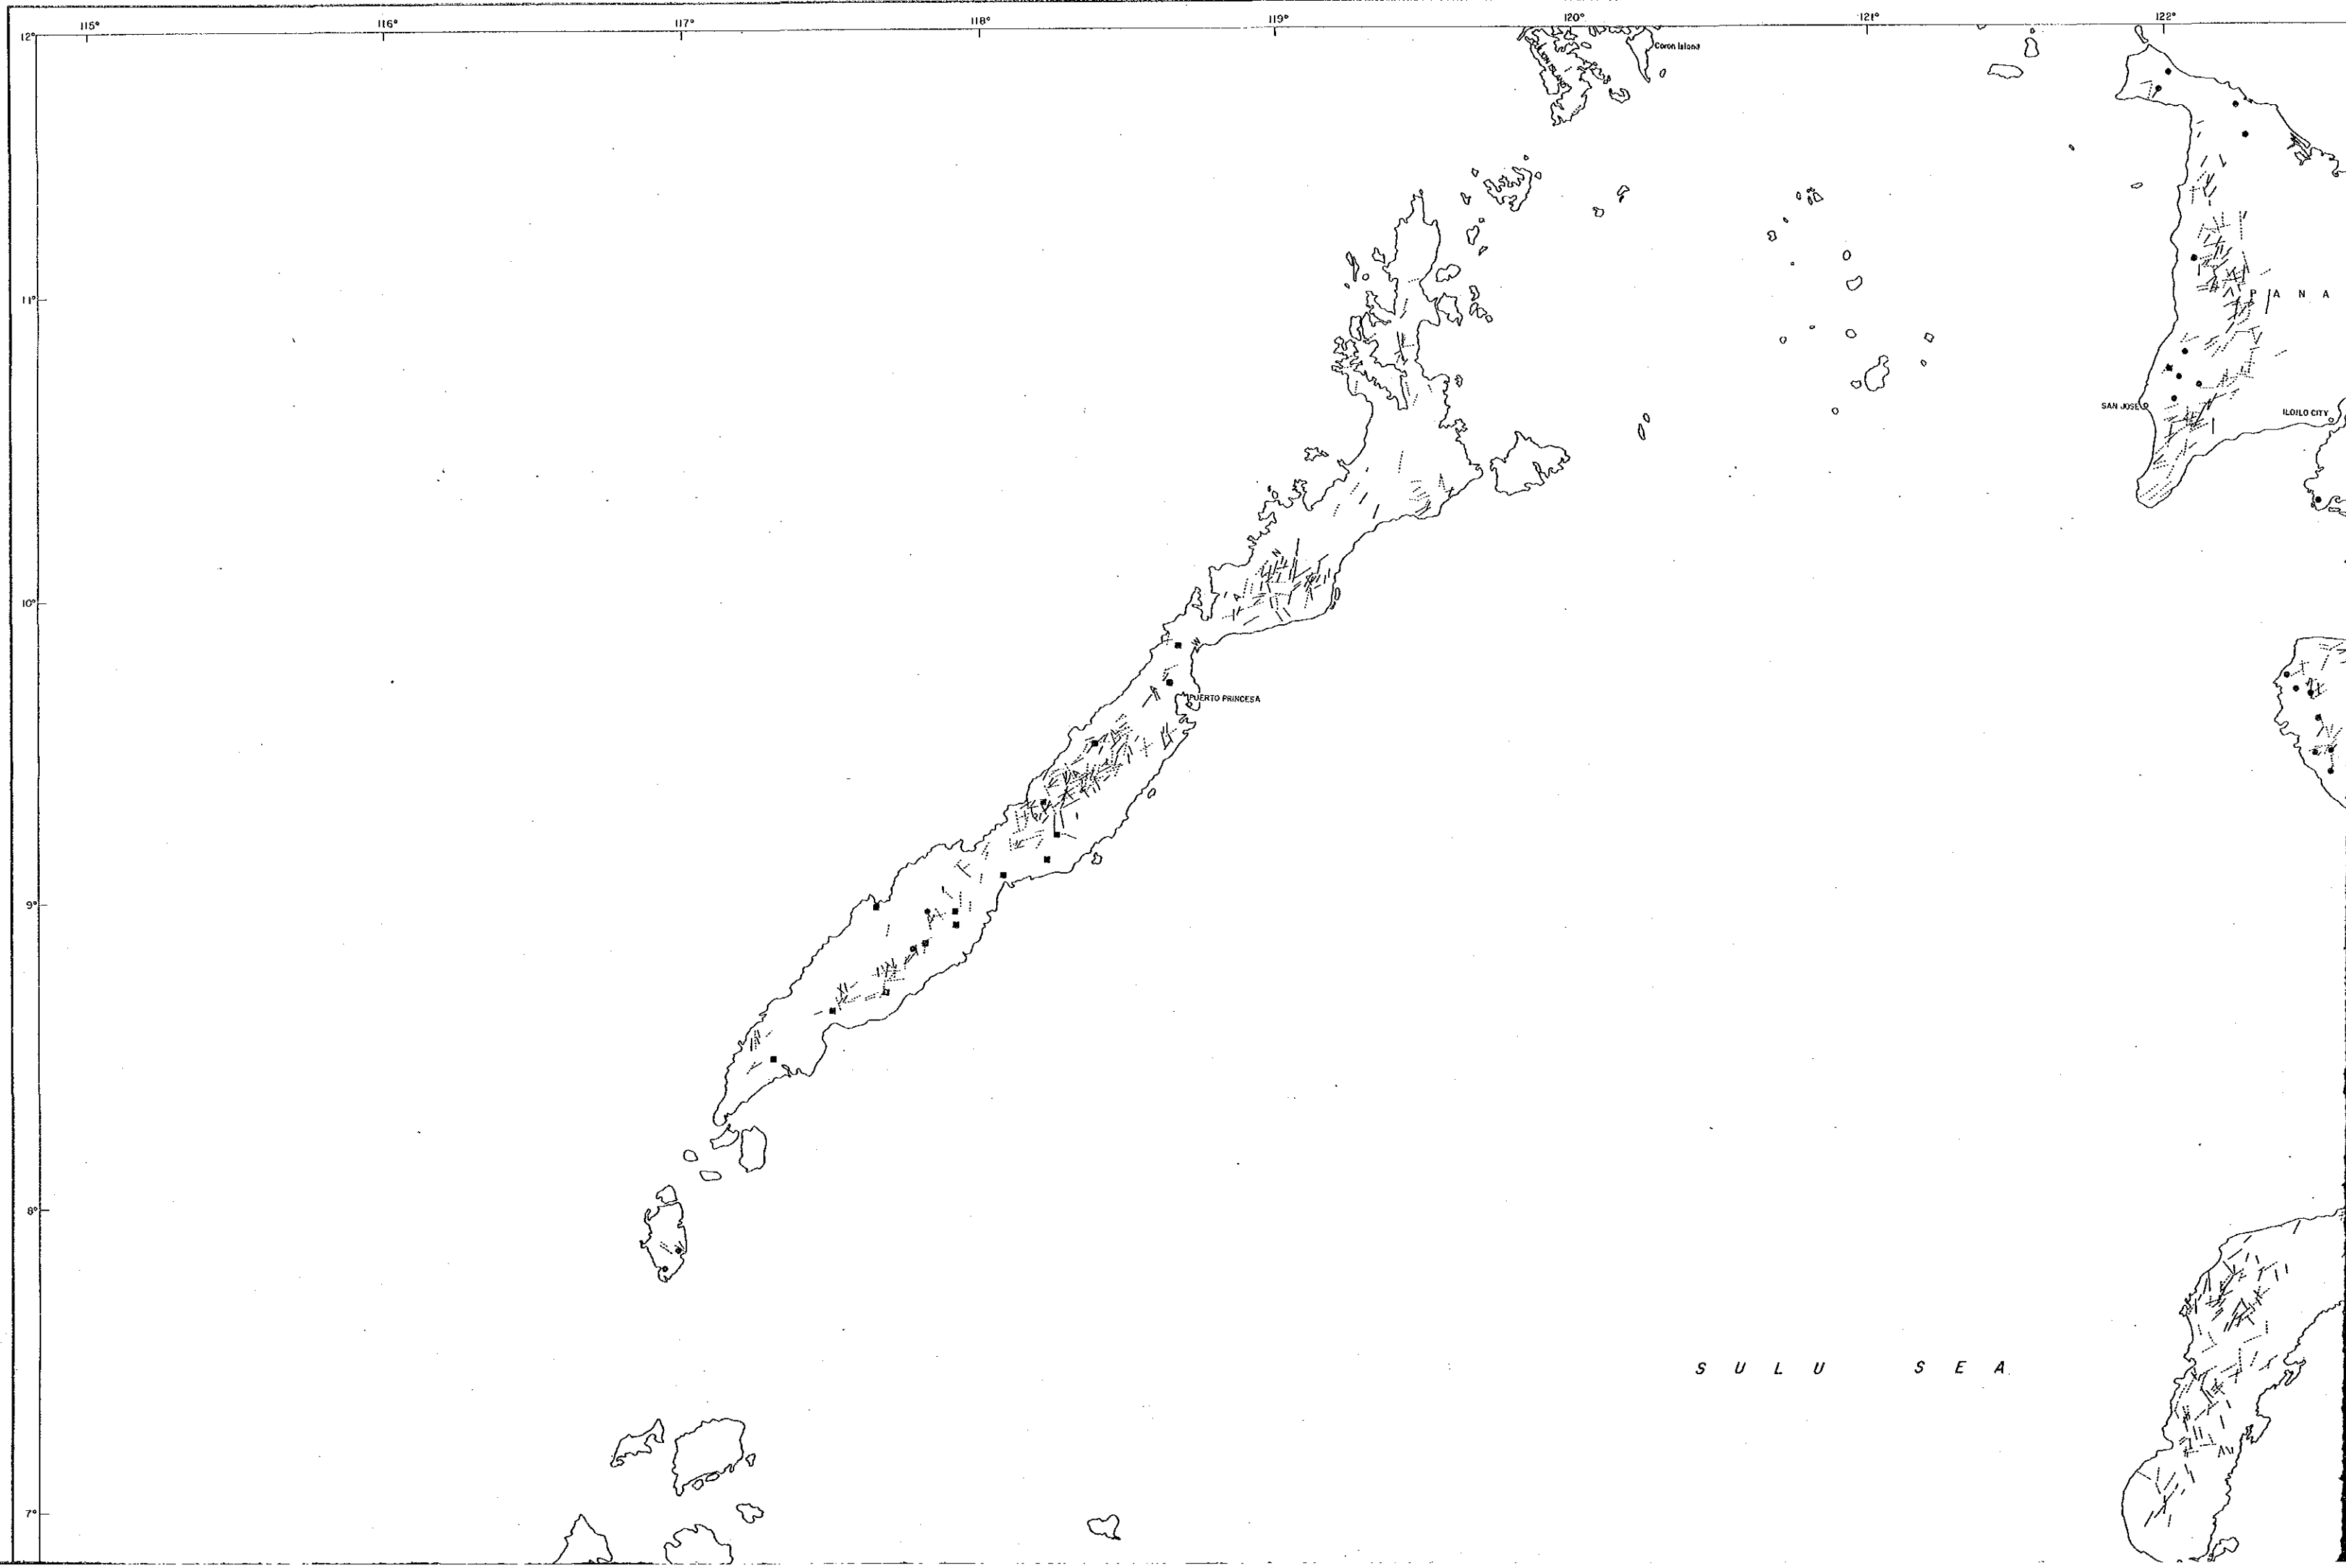 115° 116° 117° 118° 119° 120° 121° 122°
12°
Coron Island
11°
P A N A
SAN JOSE
ILOILO CITY
10°
PUERTO PRINCESA
9°
8°
S U L U S E A
7°